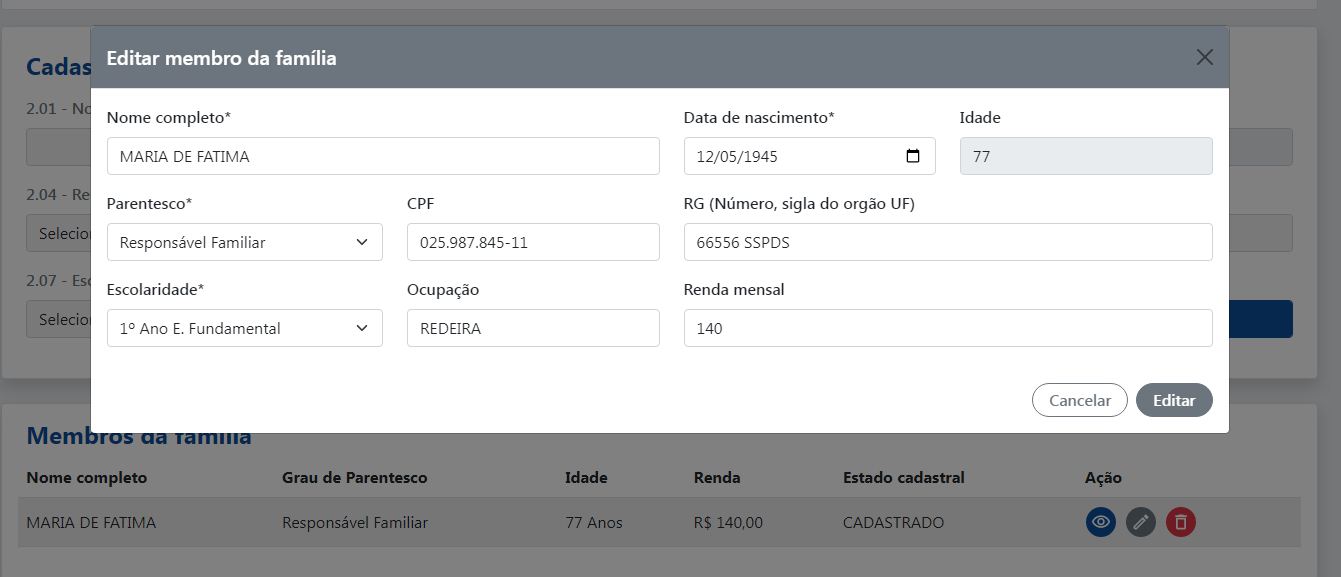 Editar membro da família
Cadas
2.01 - No
Nome completo* Data de nascimento* Idade
MARIA DE FATIMA 12/05/1945 77
2.04 - Re
Parentesco* CPF RG (Número, sigla do orgão UF)
Selecion
Responsável Familiar 025.987.845-11 66556 SSPDS
2.07 - Esc
Escolaridade* Ocupação Renda mensal
Selecion
1º Ano E. Fundamental REDEIRA 140
Cancelar Editar
Membros da família
Nome completo Grau de Parentesco Idade Renda Estado cadastral Ação
MARIA DE FATIMA Responsável Familiar 77 Anos R$ 140,00 CADASTRADO